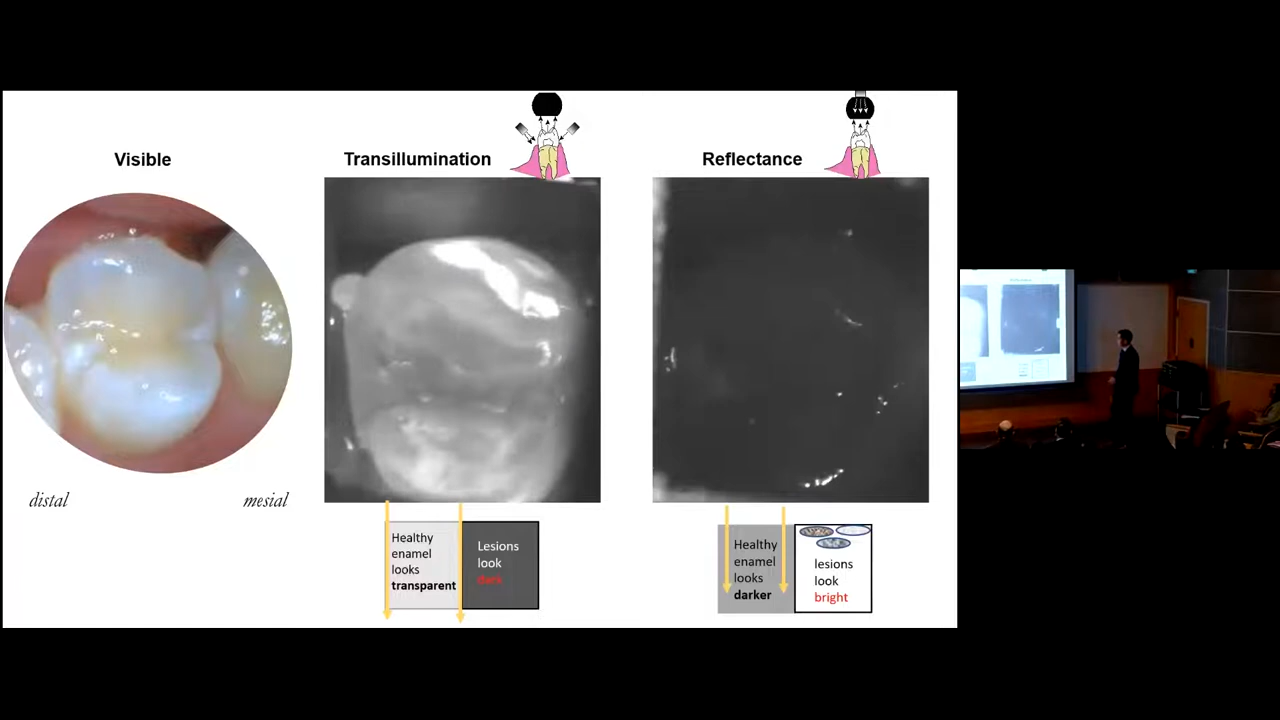 Visible
Transillumination
Reflectance
distal
mesial
Healthy
enamel
looks
transparent
Lesions
look
dark
Healthy
enamel
looks
darker
lesions
look
bright